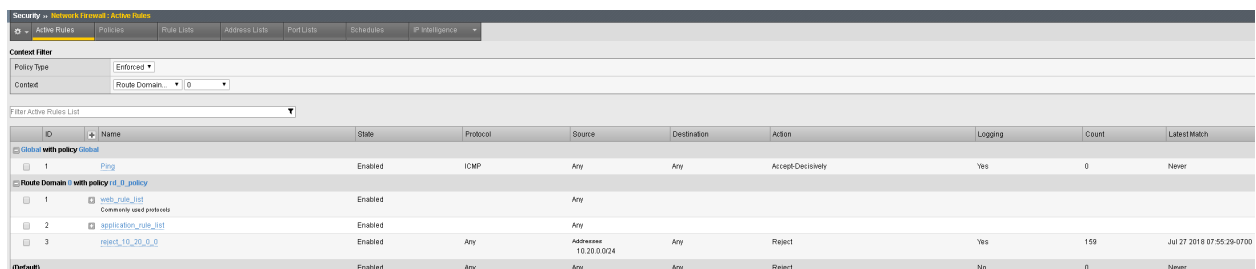 Security » Network Firewall : Active Rules
Active Rules Policies Rule Lists Address Lists Port Lists Schedules IP Intelligence
Context Filter
Policy Type Enforced
Context Route Domain... 0
Filter Active Rules List
ID Name State Protocol Source Destination Action Logging Count Latest Match
Global with policy Global
1 Ping Enabled ICMP Any Any Accept-Decisively Yes 0 Never
Route Domain 0 with policy rd_0_policy
1 web_rule_list Enabled Any
Commonly used protocols
2 application_rule_list Enabled Any
3 reject_10_20_0_0 Enabled Any Addresses Any Reject Yes 159 Jul 27 2018 07:55:29-0700
10.20.0.0/24
(Default) Enabled Any Any Any Reject No 0 Never